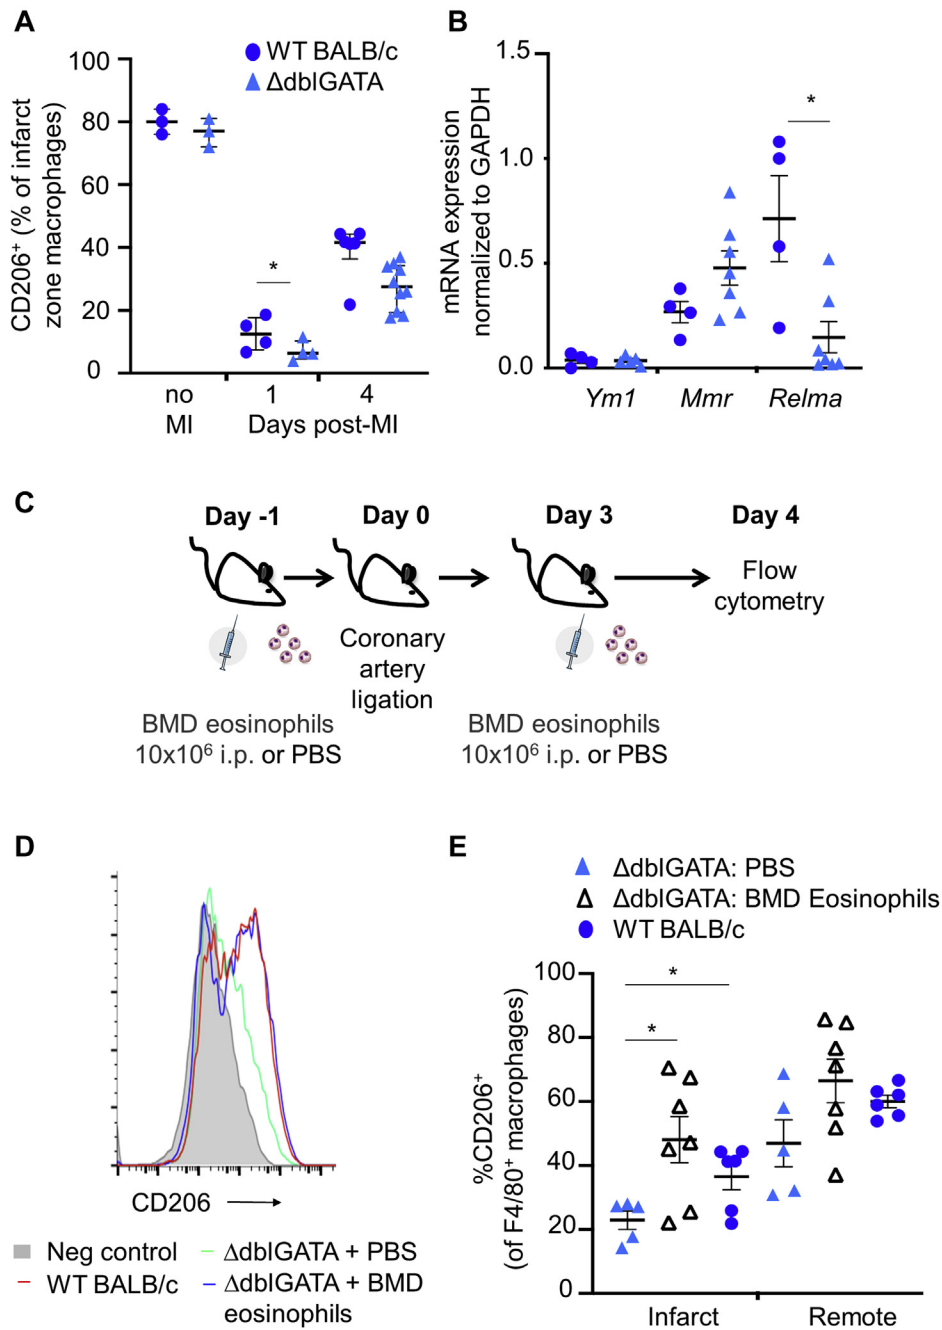 A
WT BALB/c
ΔdblGATA
CD206⁺ (% of infarct
zone macrophages)
100
80
60
40
20
0
*
no
MI
1
4
Days post-MI
B
mRNA expression
normalized to GAPDH
1.5
1.0
0.5
0.0
*
Ym1
Mmr
Relma
C
Day -1
Day 0
Day 3
Day 4
Flow
cytometry
Coronary
artery
ligation
BMD eosinophils
10x10⁶ i.p. or PBS
BMD eosinophils
10x10⁶ i.p. or PBS
D
CD206
Neg control
WT BALB/c
ΔdblGATA + PBS
ΔdblGATA + BMD
eosinophils
E
ΔdblGATA: PBS
ΔdblGATA: BMD Eosinophils
WT BALB/c
%CD206⁺
(of F4/80⁺ macrophages)
100
80
60
40
20
0
*
*
Infarct
Remote